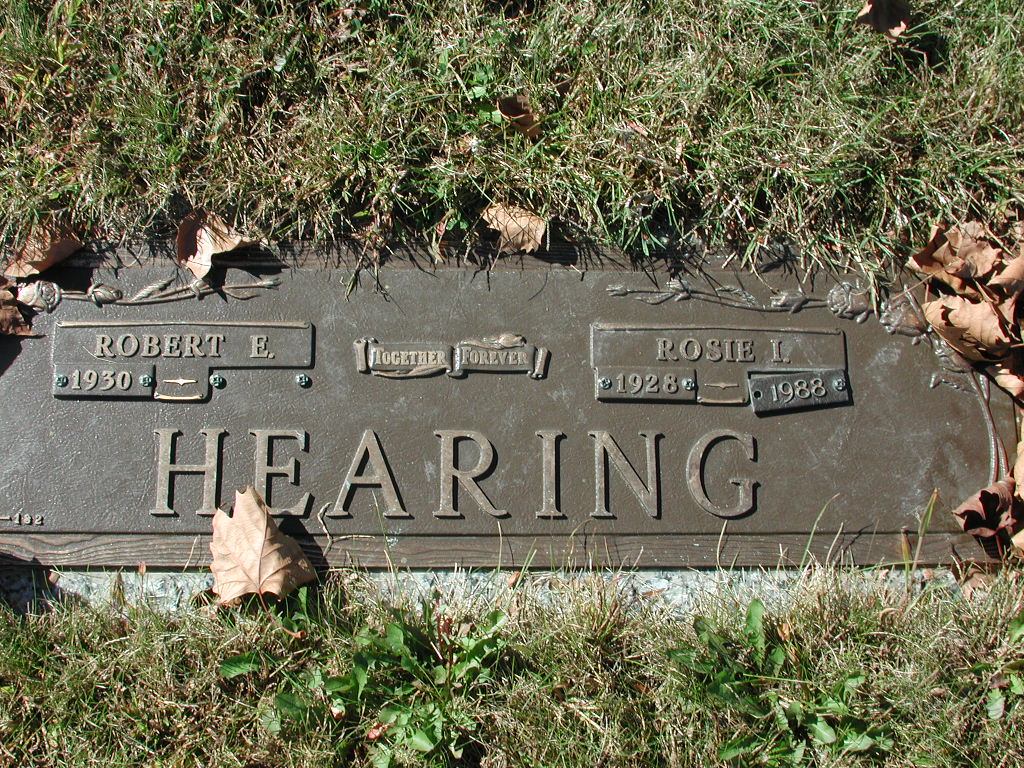 ROBERT E.
1930
TOGETHER FOREVER
ROSIE I.
1928 1988
HEARING